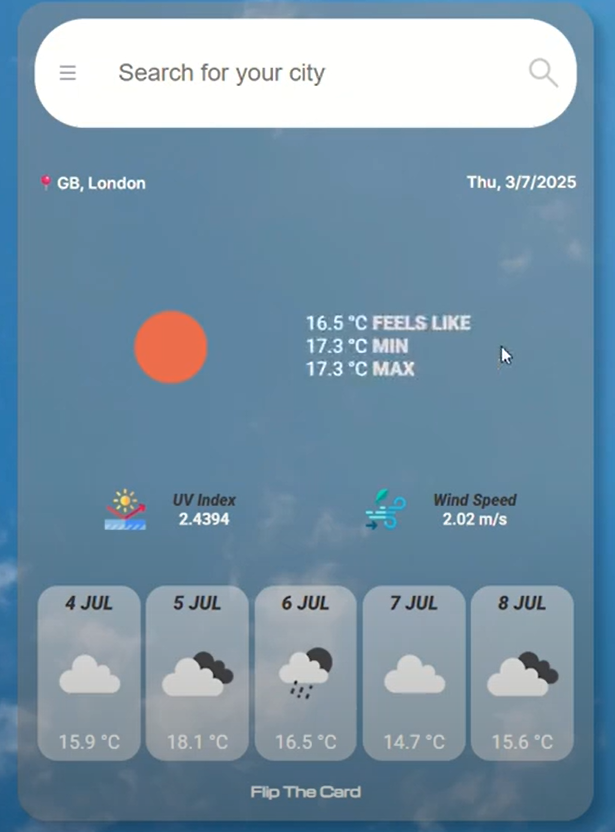 Search for your city
GB, London
Thu, 3/7/2025
16.5 °C FEELS LIKE
17.3 °C MIN
17.3 °C MAX
UV Index
2.4394
Wind Speed
2.02 m/s
4 JUL
15.9 °C
5 JUL
18.1 °C
6 JUL
16.5 °C
7 JUL
14.7 °C
8 JUL
15.6 °C
Flip The Card